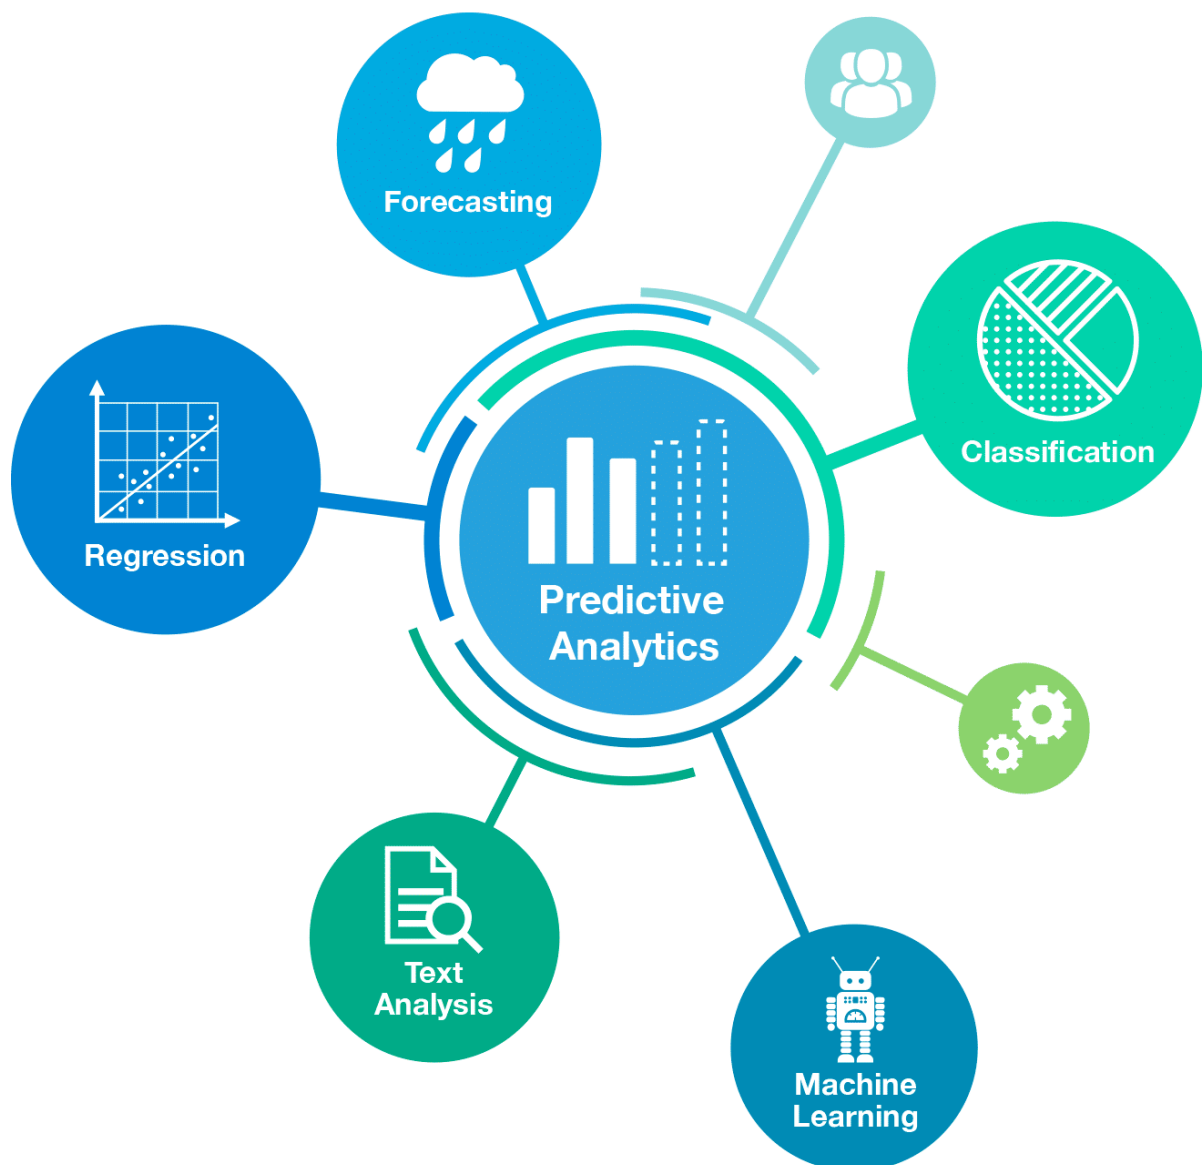 Forecasting
Classification
Regression
Predictive
Analytics
Text
Analysis
Machine
Learning